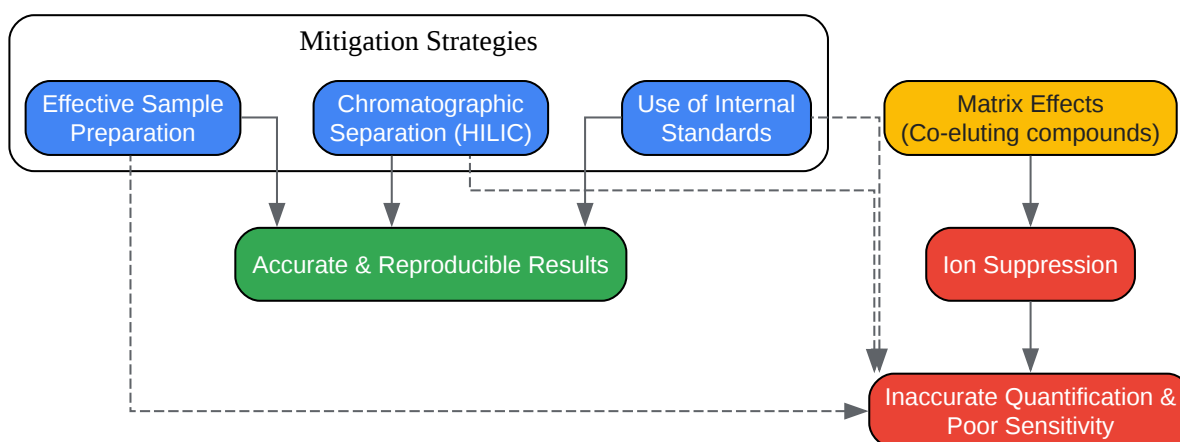 Mitigation Strategies
Effective Sample
Preparation
Chromatographic
Separation (HILIC)
Use of Internal
Standards
Matrix Effects
(Co-eluting compounds)
Accurate & Reproducible Results
Ion Suppression
Inaccurate Quantification &
Poor Sensitivity